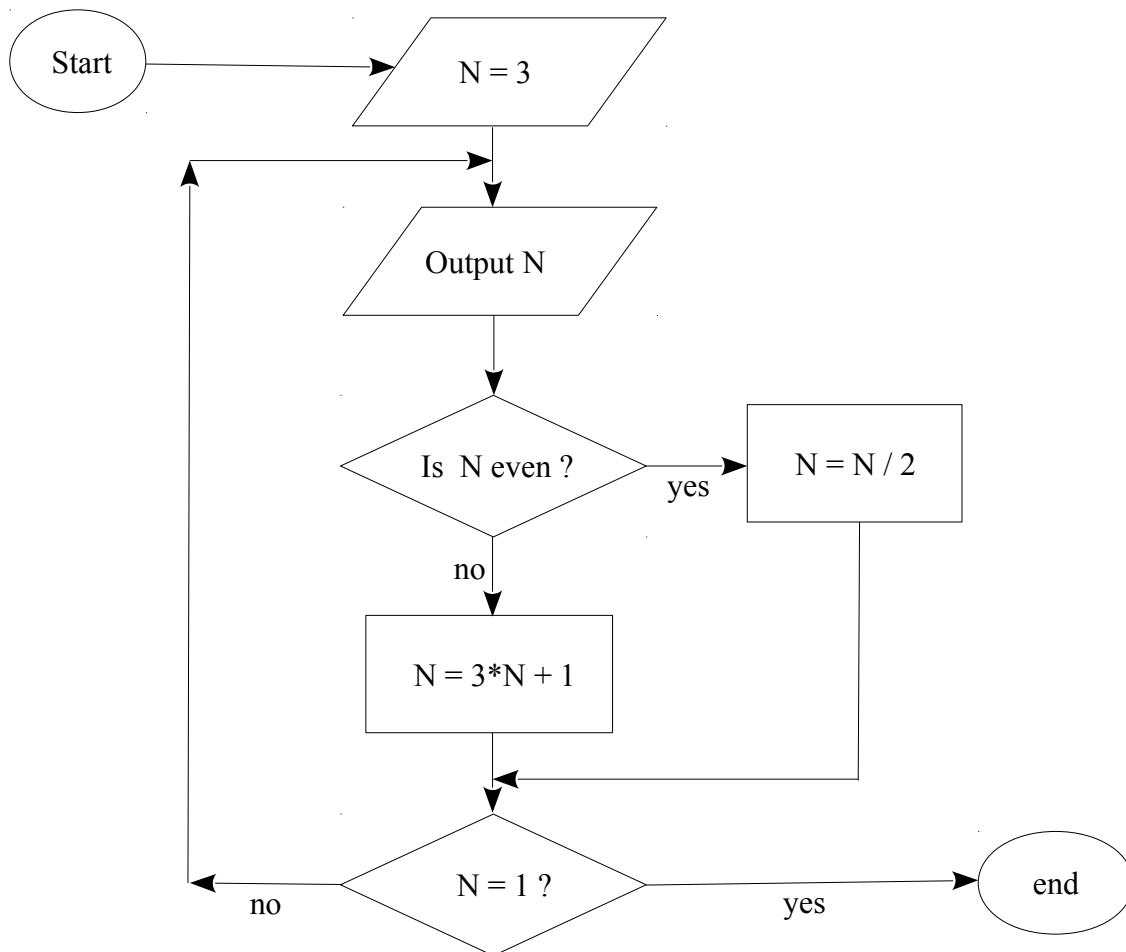 Start
N = 3
Output N
Is N even ?
yes
N = N / 2
no
N = 3*N + 1
N = 1 ?
no
yes
end